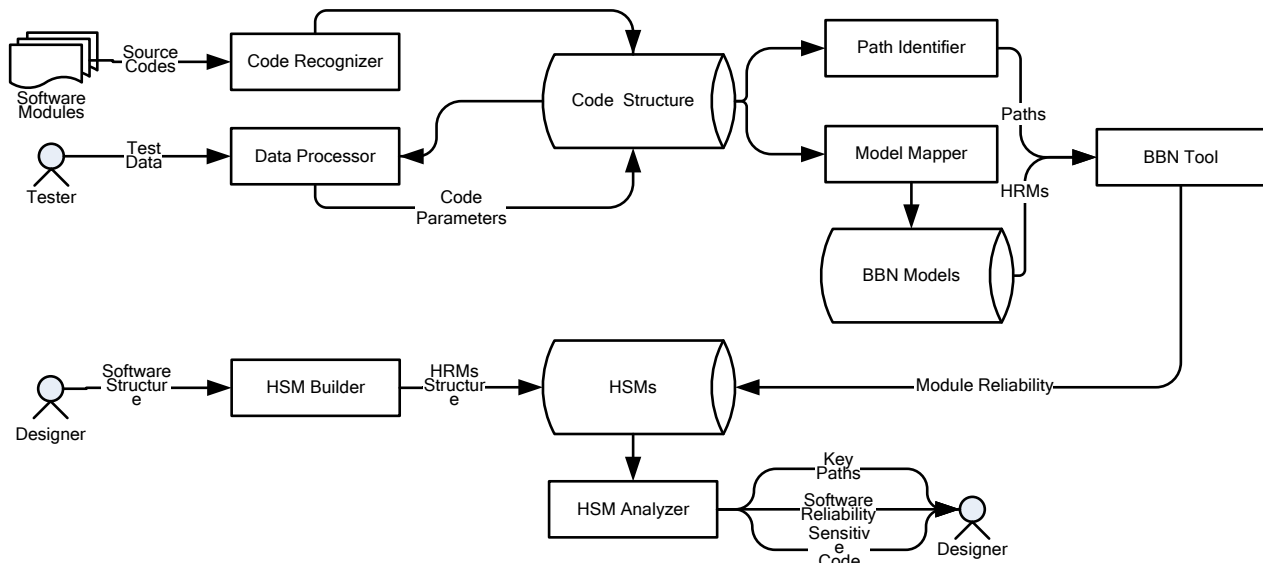 Source
Codes
Software
Modules
Code Recognizer
Code Structure
Path Identifier
Paths
Test
Data
Tester
Data Processor
Code
Parameters
Model Mapper
HRMs
BBN Tool
BBN Models
Software
Structur
e
Designer
HSM Builder
HRMs
Structur
e
HSMs
Module Reliability
HSM Analyzer
Key
Paths
Software
Reliability
Sensitiv
e
Code
Designer